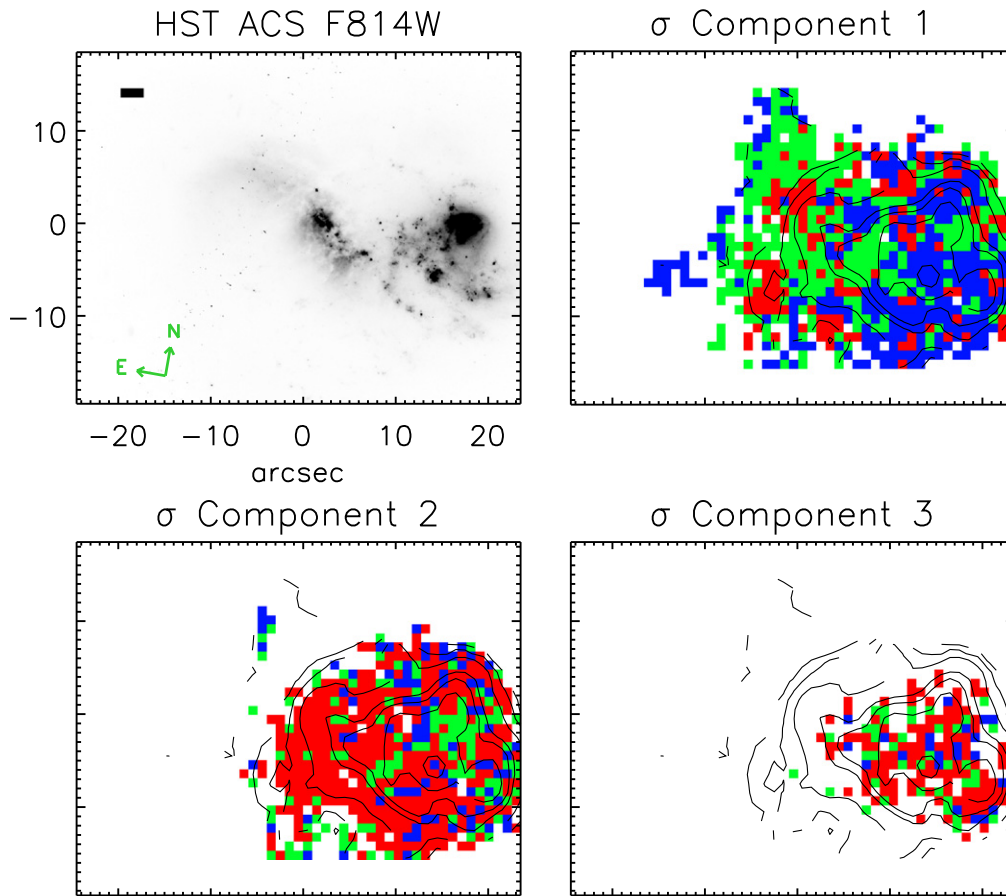 HST ACS F814W
σ Component 1
10
0
−10
N
E
−20 −10 0 10 20
arcsec
σ Component 2
σ Component 3